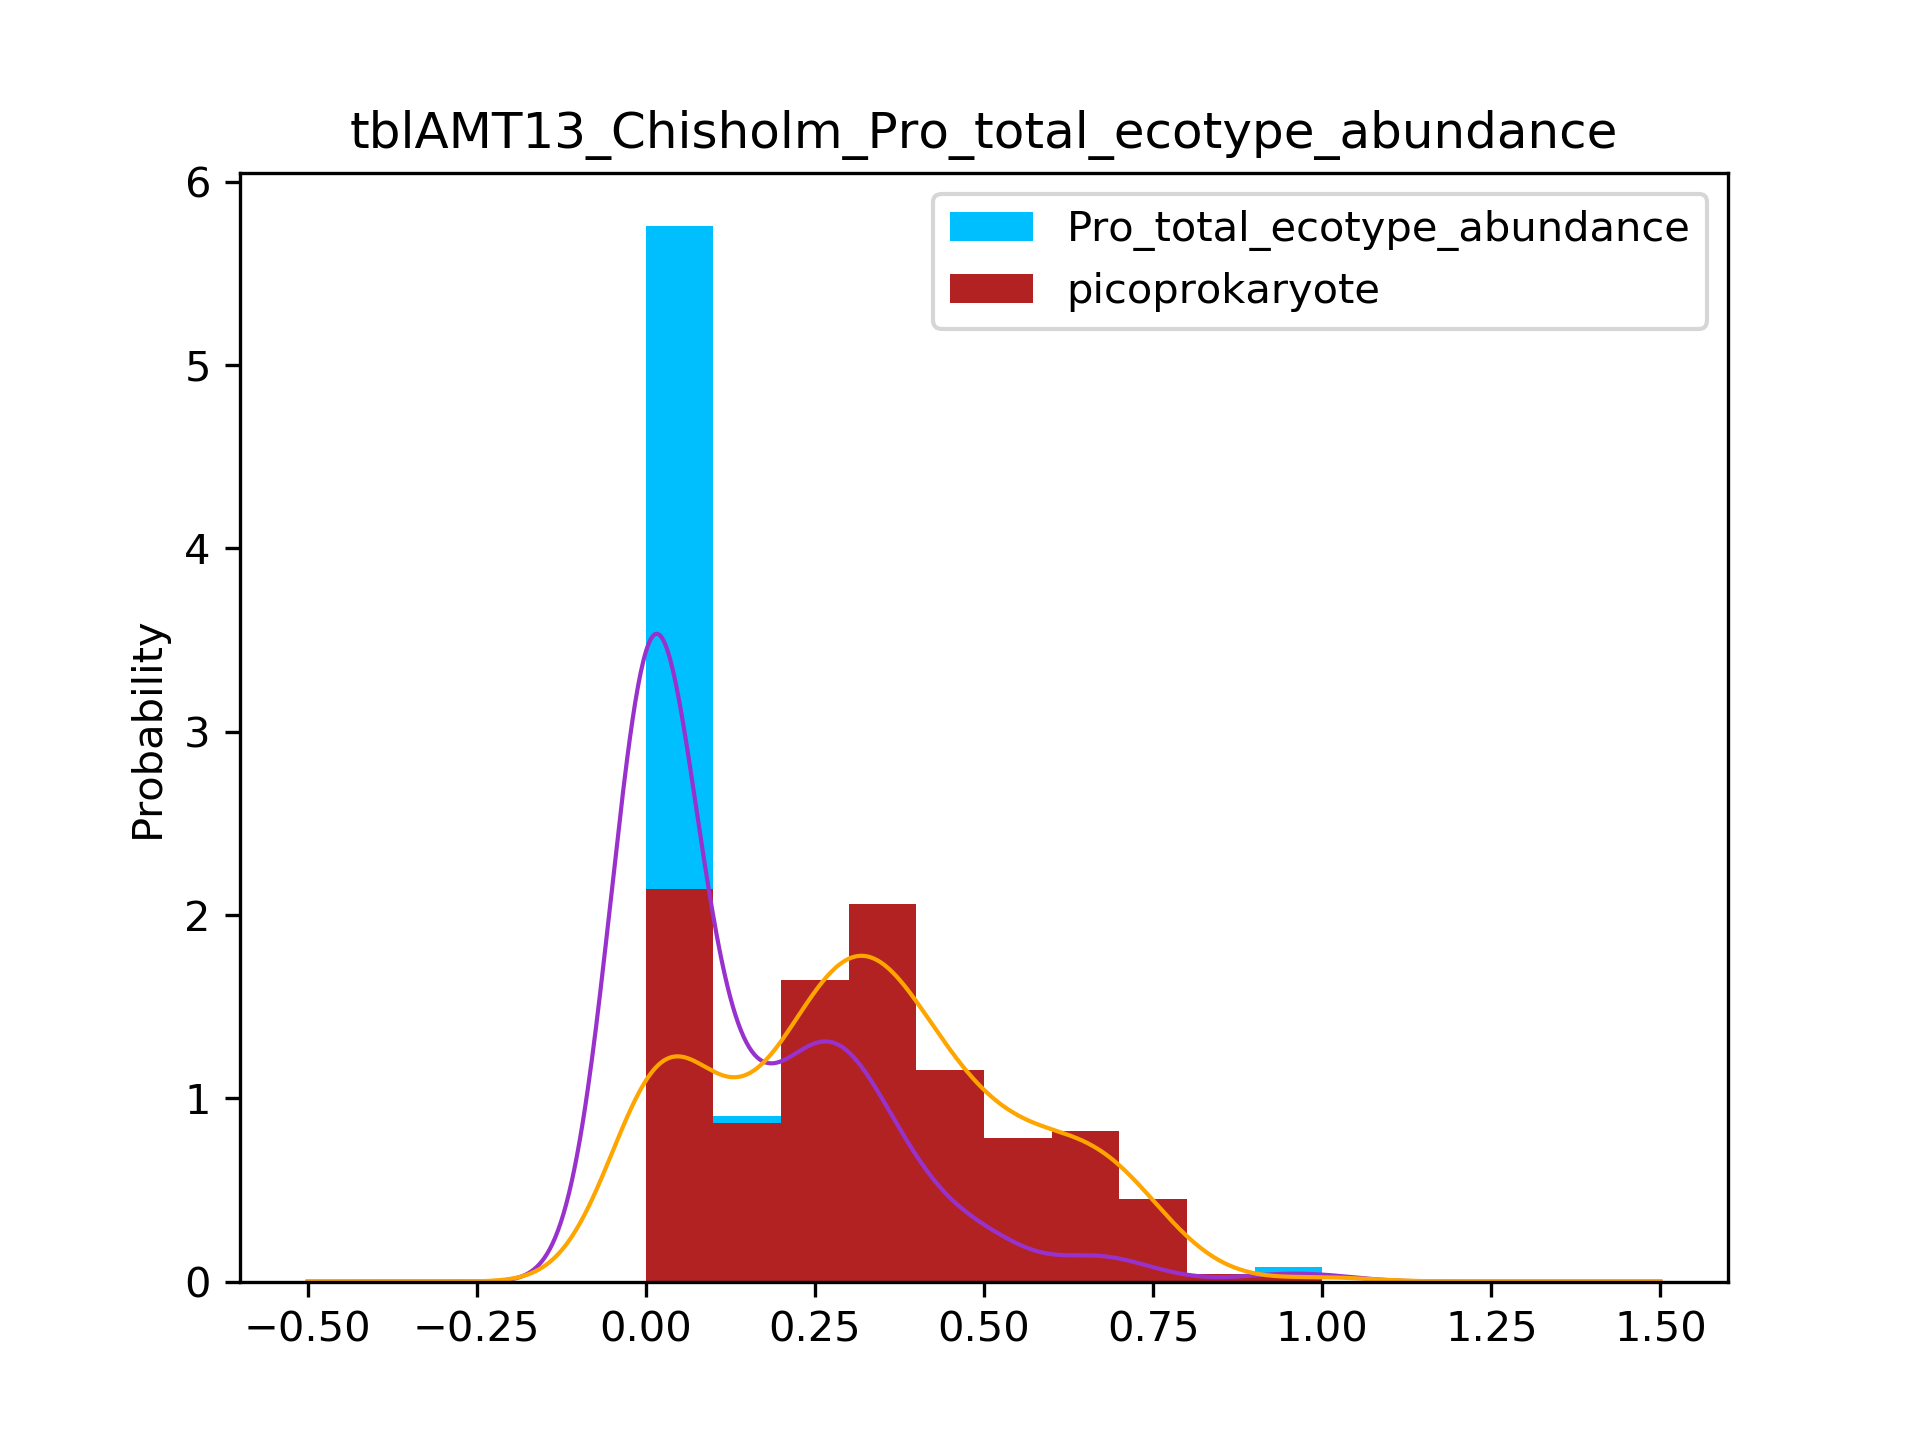 tblAMT13_Chisholm_Pro_total_ecotype_abundance
Pro_total_ecotype_abundance
picoprokaryote
Probability
6
5
4
3
2
1
0
−0.50 −0.25 0.00 0.25 0.50 0.75 1.00 1.25 1.50